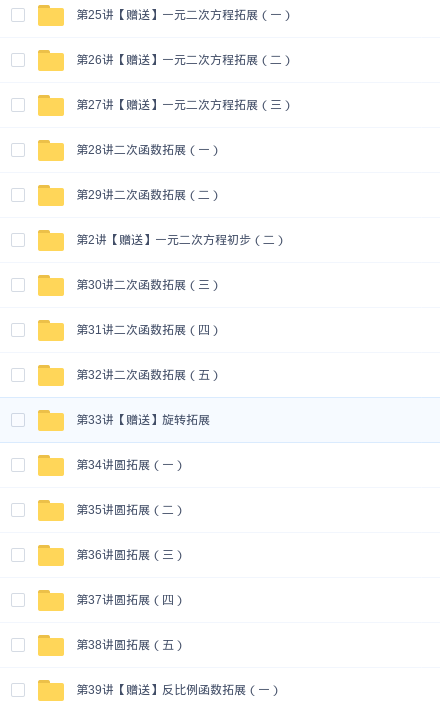 第25讲【赠送】一元二次方程拓展（一）
第26讲【赠送】一元二次方程拓展（二）
第27讲【赠送】一元二次方程拓展（三）
第28讲二次函数拓展（一）
第29讲二次函数拓展（二）
第2讲【赠送】一元二次方程初步（二）
第30讲二次函数拓展（三）
第31讲二次函数拓展（四）
第32讲二次函数拓展（五）
第33讲【赠送】旋转拓展
第34讲圆拓展（一）
第35讲圆拓展（二）
第36讲圆拓展（三）
第37讲圆拓展（四）
第38讲圆拓展（五）
第39讲【赠送】反比例函数拓展（一）